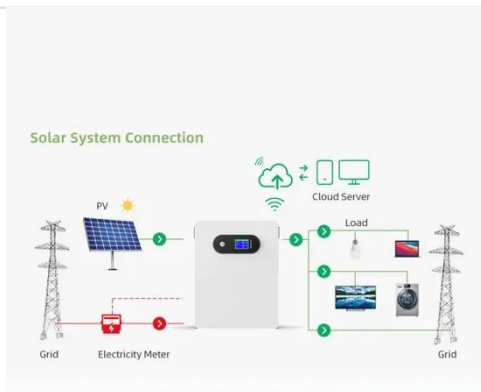 Solar System Connection
Cloud Server
PV
Load
Grid
Electricity Meter
Grid